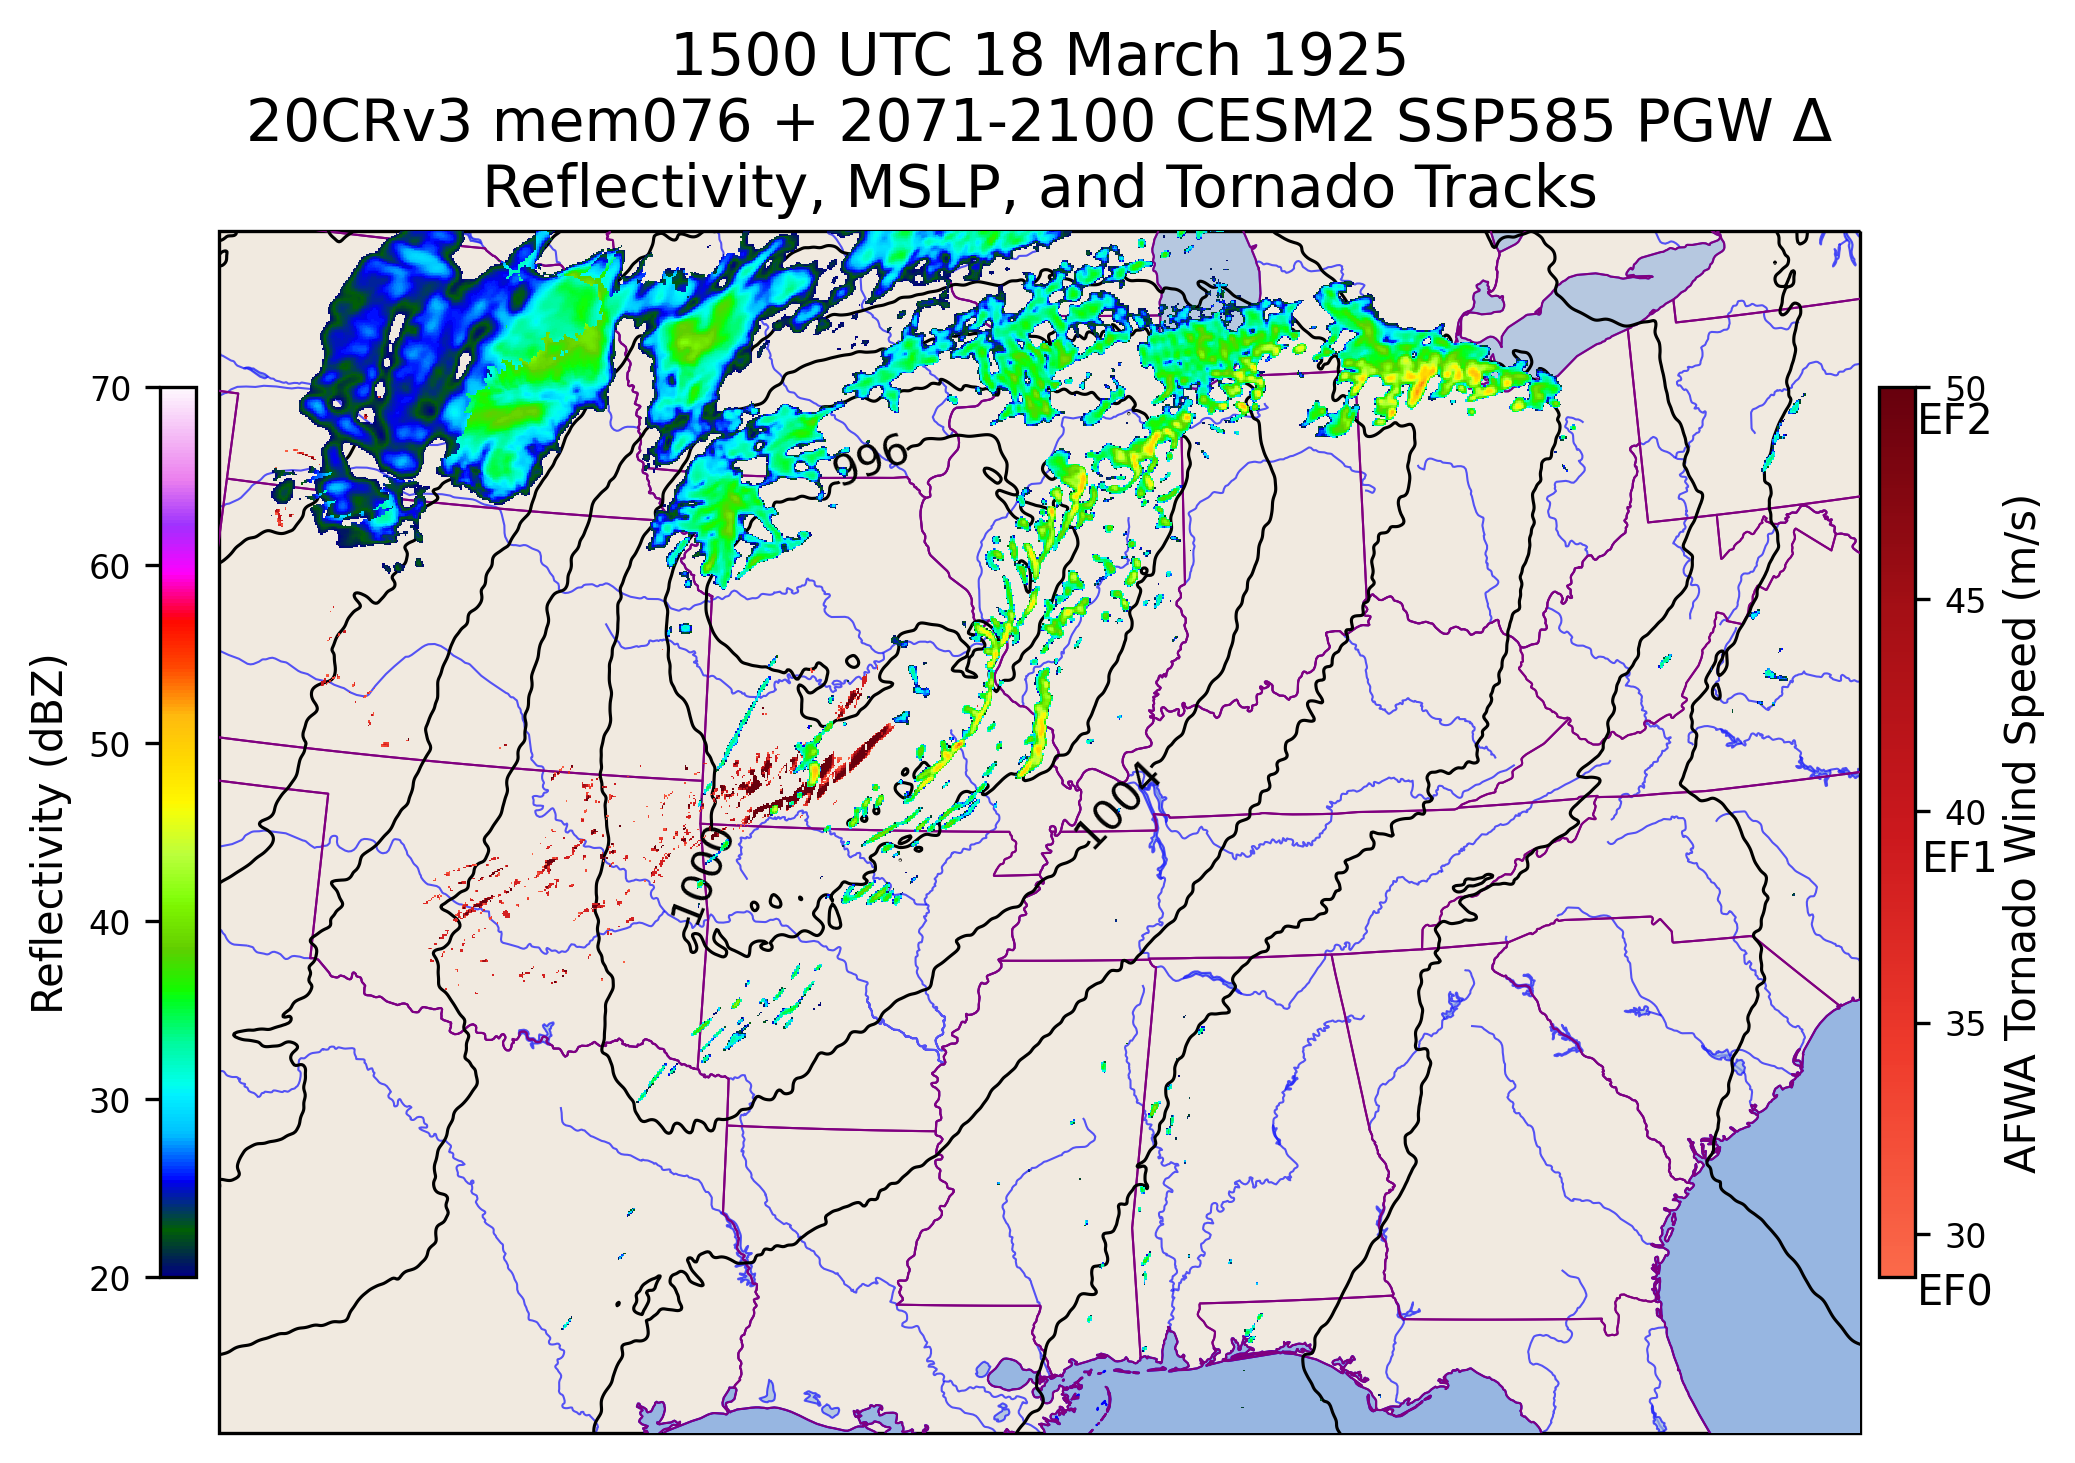 1500 UTC 18 March 1925
20CRv3 mem076 + 2071-2100 CESM2 SSP585 PGW Δ
Reflectivity, MSLP, and Tornado Tracks
70
60
50
40
30
20
Reflectivity (dBZ)
996
1000
1004
50
EF2
45
40
EF1
35
30
EF0
AFWA Tornado Wind Speed (m/s)